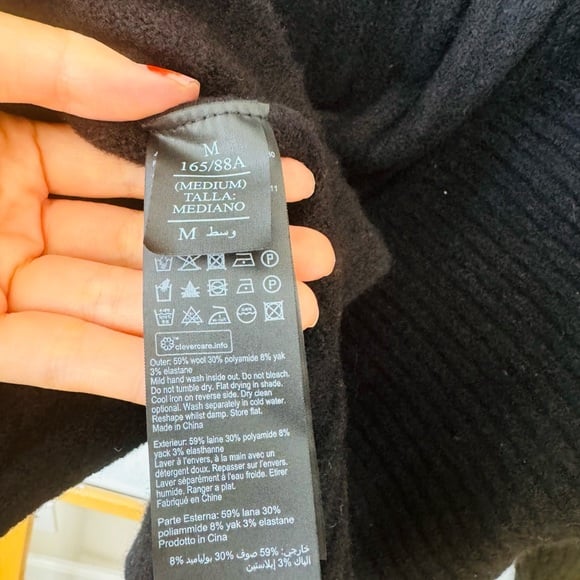 M
165/88A
(MEDIUM)
TALLA:
MEDIANO
M وسط
11
clevercare.info
Outer: 59% wool 30% polyamide 8% yak
3% elastane
Mild hand wash inside out. Do not bleach.
Do not tumble dry. Flat drying in shade.
Cool iron on reverse side. Dry clean
optional. Wash separately in cold water.
Reshape whilst damp. Store flat.
Made in China
Exterieur: 59% laine 30% polyamide 8%
yack 3% elasthanne
Laver à l'envers, à la main avec un
détergent doux. Repasser sur l'envers.
Laver séparément à l'eau froide. Etirer
humide. Ranger a plat.
Fabriqué en Chine
Parte Esterna: 59% lana 30%
poliammide 8% yak 3% elastane
Prodotto in Cina
خارجي: 59% صوف 30% بولياميد 8%
الياك 3% إيلاستين